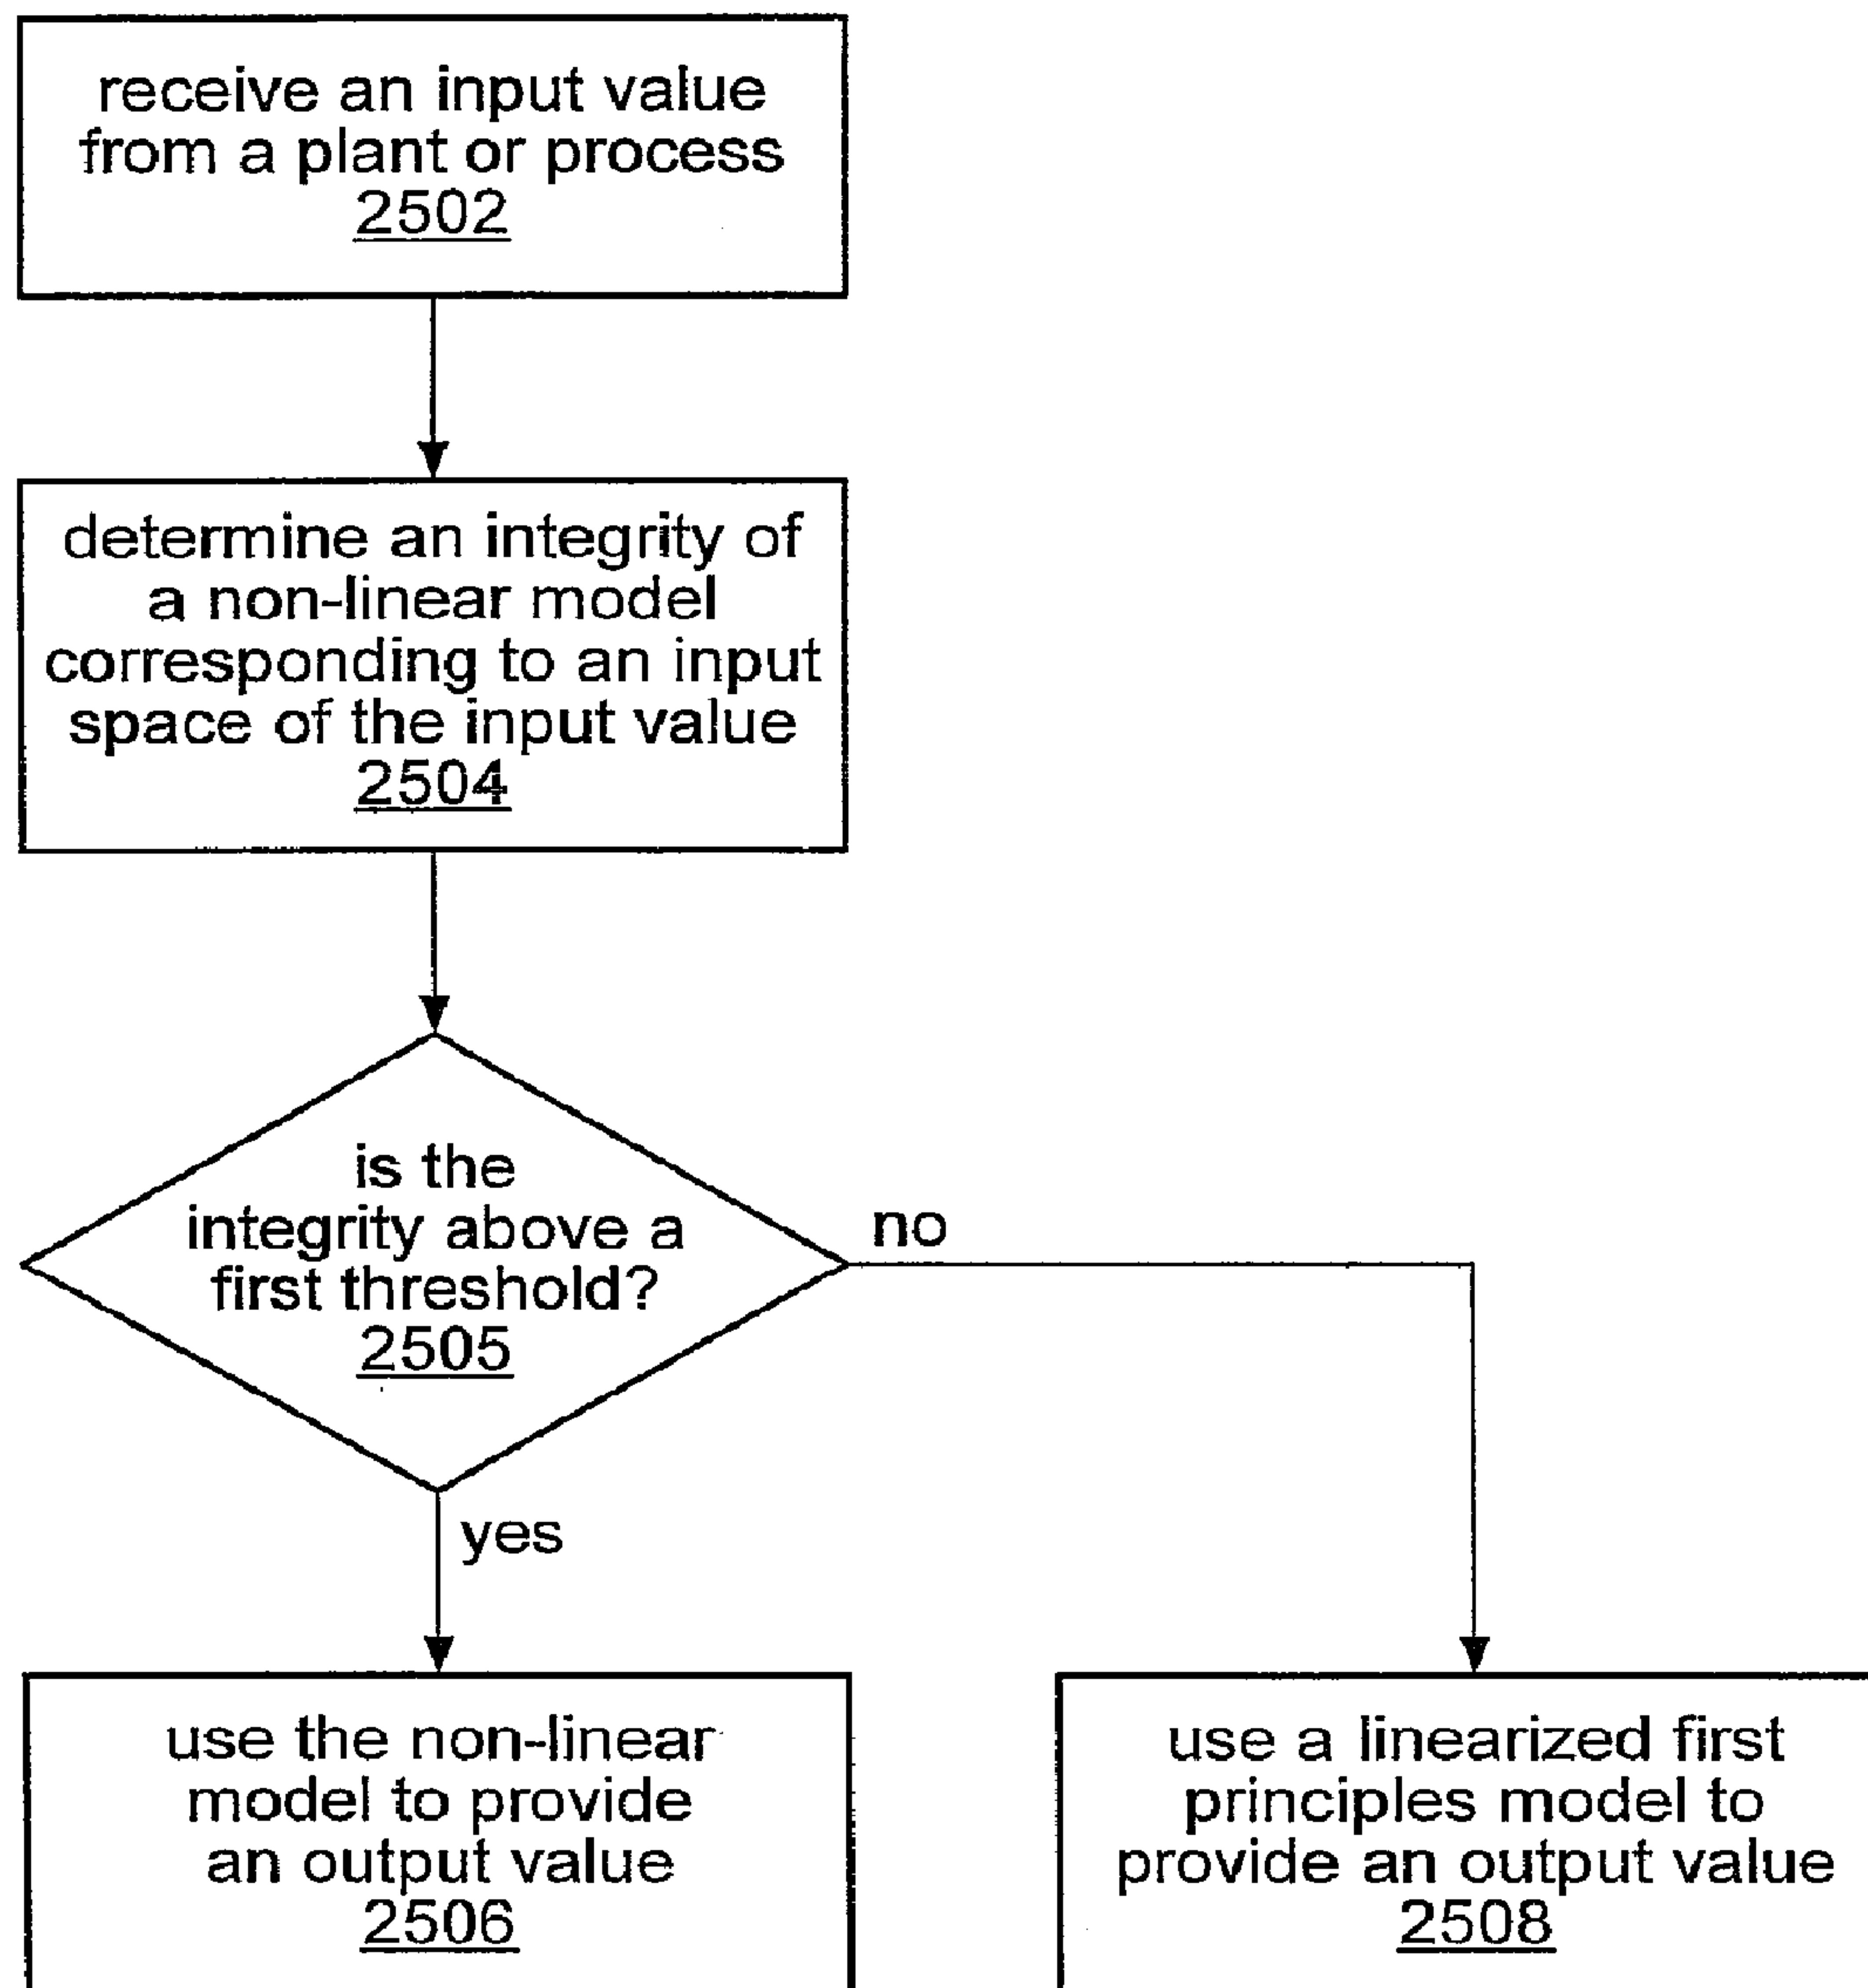 receive an input value
from a plant or process
2502
determine an integrity of
a non-linear model
corresponding to an input
space of the input value
2504
is the
integrity above a
first threshold?
2505
no
yes
use the non-linear
model to provide
an output value
2506
use a linearized first
principles model to
provide an output value
2508